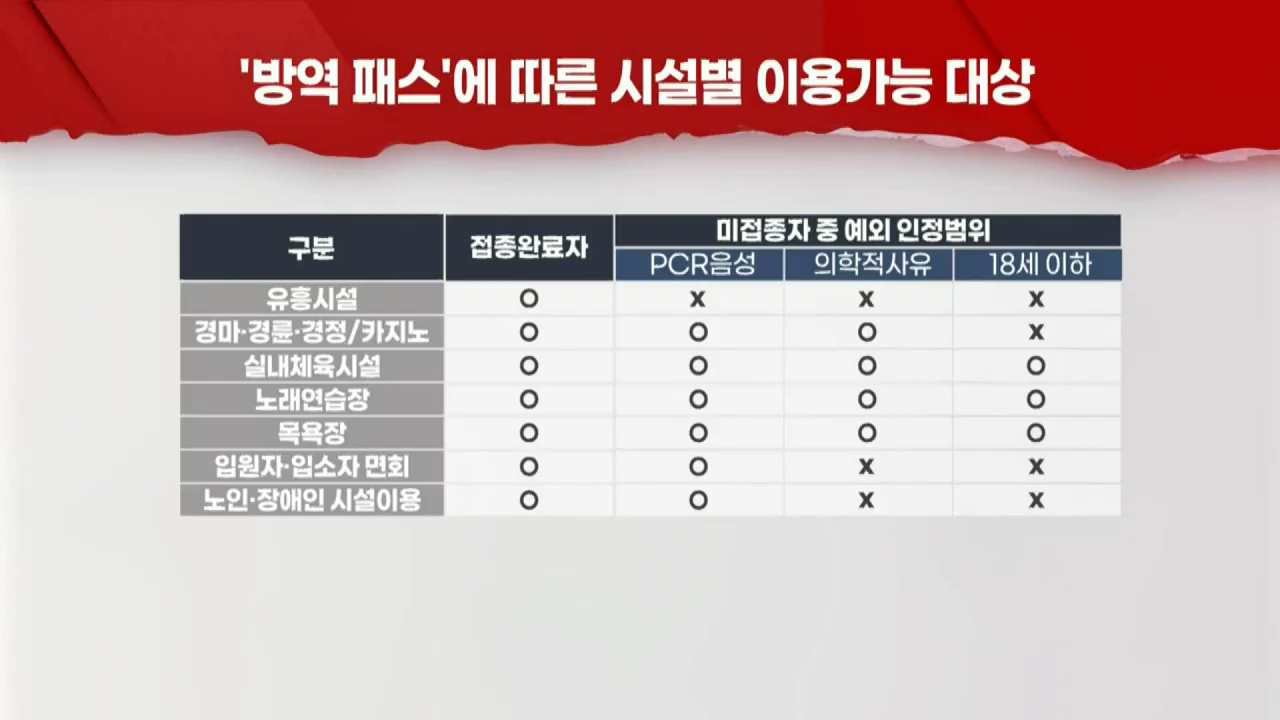 '방역 패스'에 따른 시설별 이용가능 대상
구분 접종완료자 미접종자 중 예외 인정범위
PCR음성 의학적사유 18세 이하
유흥시설 O X X X
경마·경륜·경정/카지노 O O O X
실내체육시설 O O O O
노래연습장 O O O O
목욕장 O O O O
입원자·입소자 면회 O O X X
노인·장애인 시설이용 O O X X